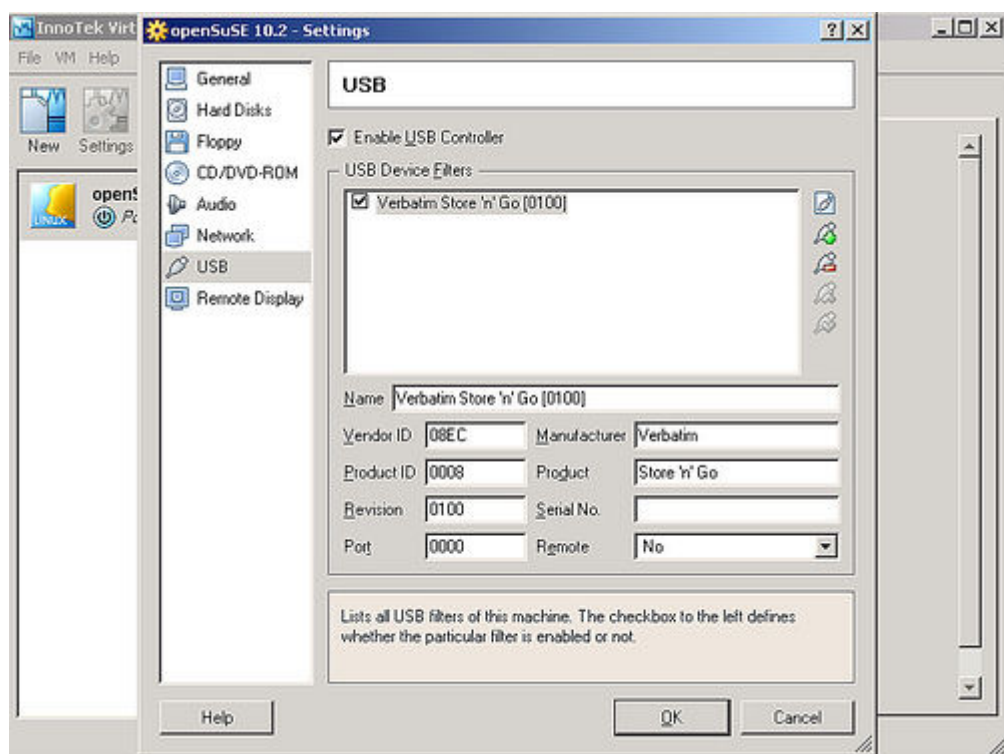 InnoTek Virt
openSuSE 10.2 - Settings
File VM Help
New Settings
openS
General
Hard Disks
Floppy
CD/DVD-ROM
Audio
Network
USB
Remote Display
USB
Enable USB Controller
USB Device Filters
Verbatim Store 'n' Go [0100]
Name Verbatim Store 'n' Go [0100]
Vendor ID 08EC Manufacturer Verbatim
Product ID 0008 Product Store 'n' Go
Revision 0100 Serial No.
Port 0000 Remote No
Lists all USB filters of this machine. The checkbox to the left defines
whether the particular filter is enabled or not.
Help OK Cancel